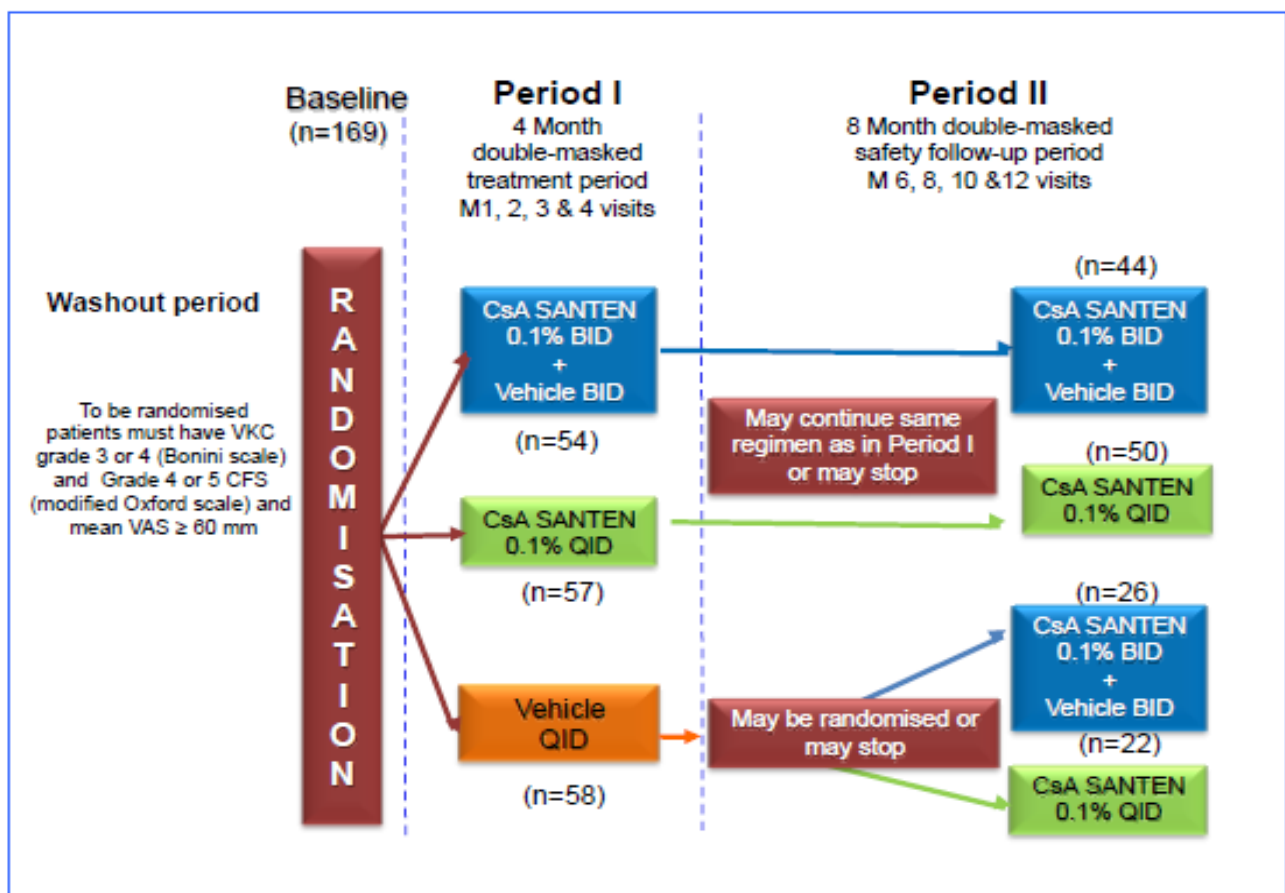 Baseline
(n=169)
Period I
4 Month
double-masked
treatment period
M1, 2, 3 & 4 visits
Period II
8 Month double-masked
safety follow-up period
M 6, 8, 10 &12 visits
Washout period
To be randomised
patients must have VKC
grade 3 or 4 (Bonini scale)
and Grade 4 or 5 CFS
(modified Oxford scale) and
mean VAS ≥ 60 mm
RANDOMISATION
CsA SANTEN
0.1% BID
+
Vehicle BID
(n=54)
CsA SANTEN
0.1% QID
(n=57)
Vehicle
QID
(n=58)
May continue same
regimen as in Period I
or may stop
May be randomised or
may stop
(n=44)
CsA SANTEN
0.1% BID
+
Vehicle BID
(n=50)
CsA SANTEN
0.1% QID
(n=26)
CsA SANTEN
0.1% BID
+
Vehicle BID
(n=22)
CsA SANTEN
0.1% QID